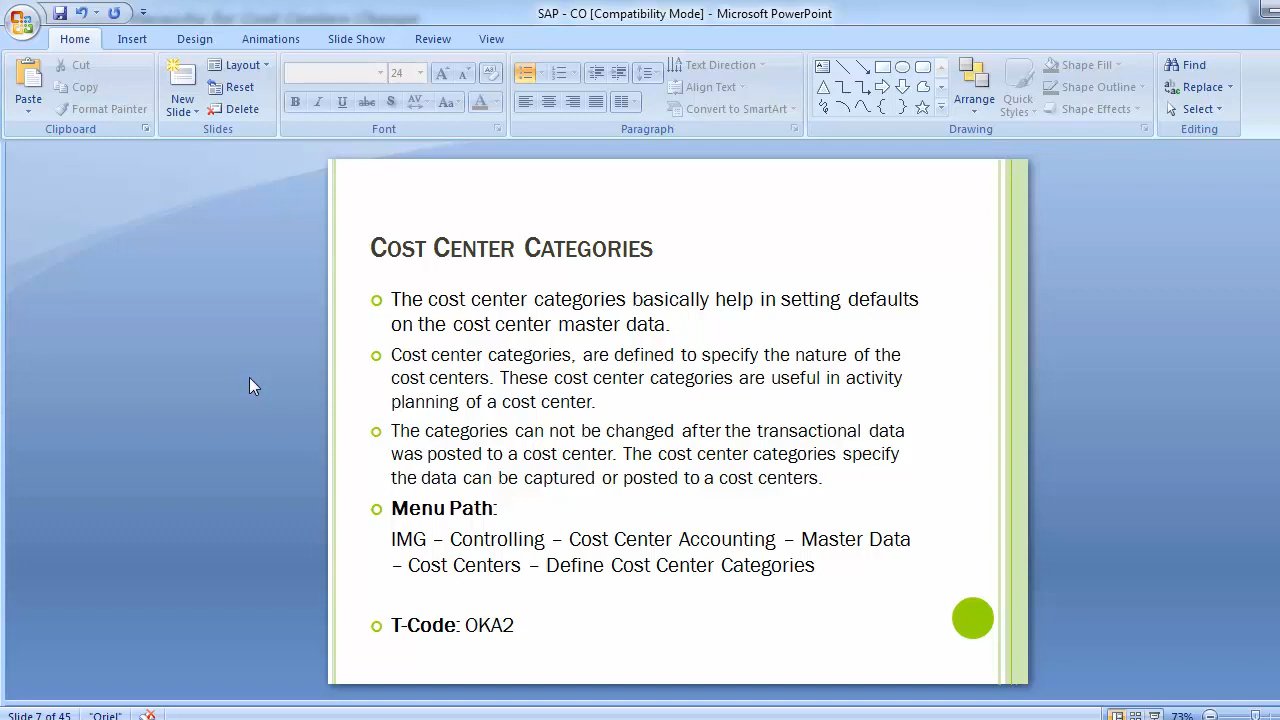 SAP - CO [Compatibility Mode] - Microsoft PowerPoint
Home Insert Design Animations Slide Show Review View
Paste
Cut
Copy
Format Painter
Clipboard
New Slide
Layout
Reset
Delete
Slides
24
B I U abc S AV Aa A
Font
Text Direction
Align Text
Convert to SmartArt
Paragraph
Arrange
Quick Styles
Shape Fill
Shape Outline
Shape Effects
Drawing
Find
Replace
Select
Editing
COST CENTER CATEGORIES
The cost center categories basically help in setting defaults
on the cost center master data.
Cost center categories, are defined to specify the nature of the
cost centers. These cost center categories are useful in activity
planning of a cost center.
The categories can not be changed after the transactional data
was posted to a cost center. The cost center categories specify
the data can be captured or posted to a cost centers.
Menu Path:
IMG – Controlling – Cost Center Accounting – Master Data
– Cost Centers – Define Cost Center Categories
T-Code: OKA2
Slide 7 of 45 "Oriel" 73%